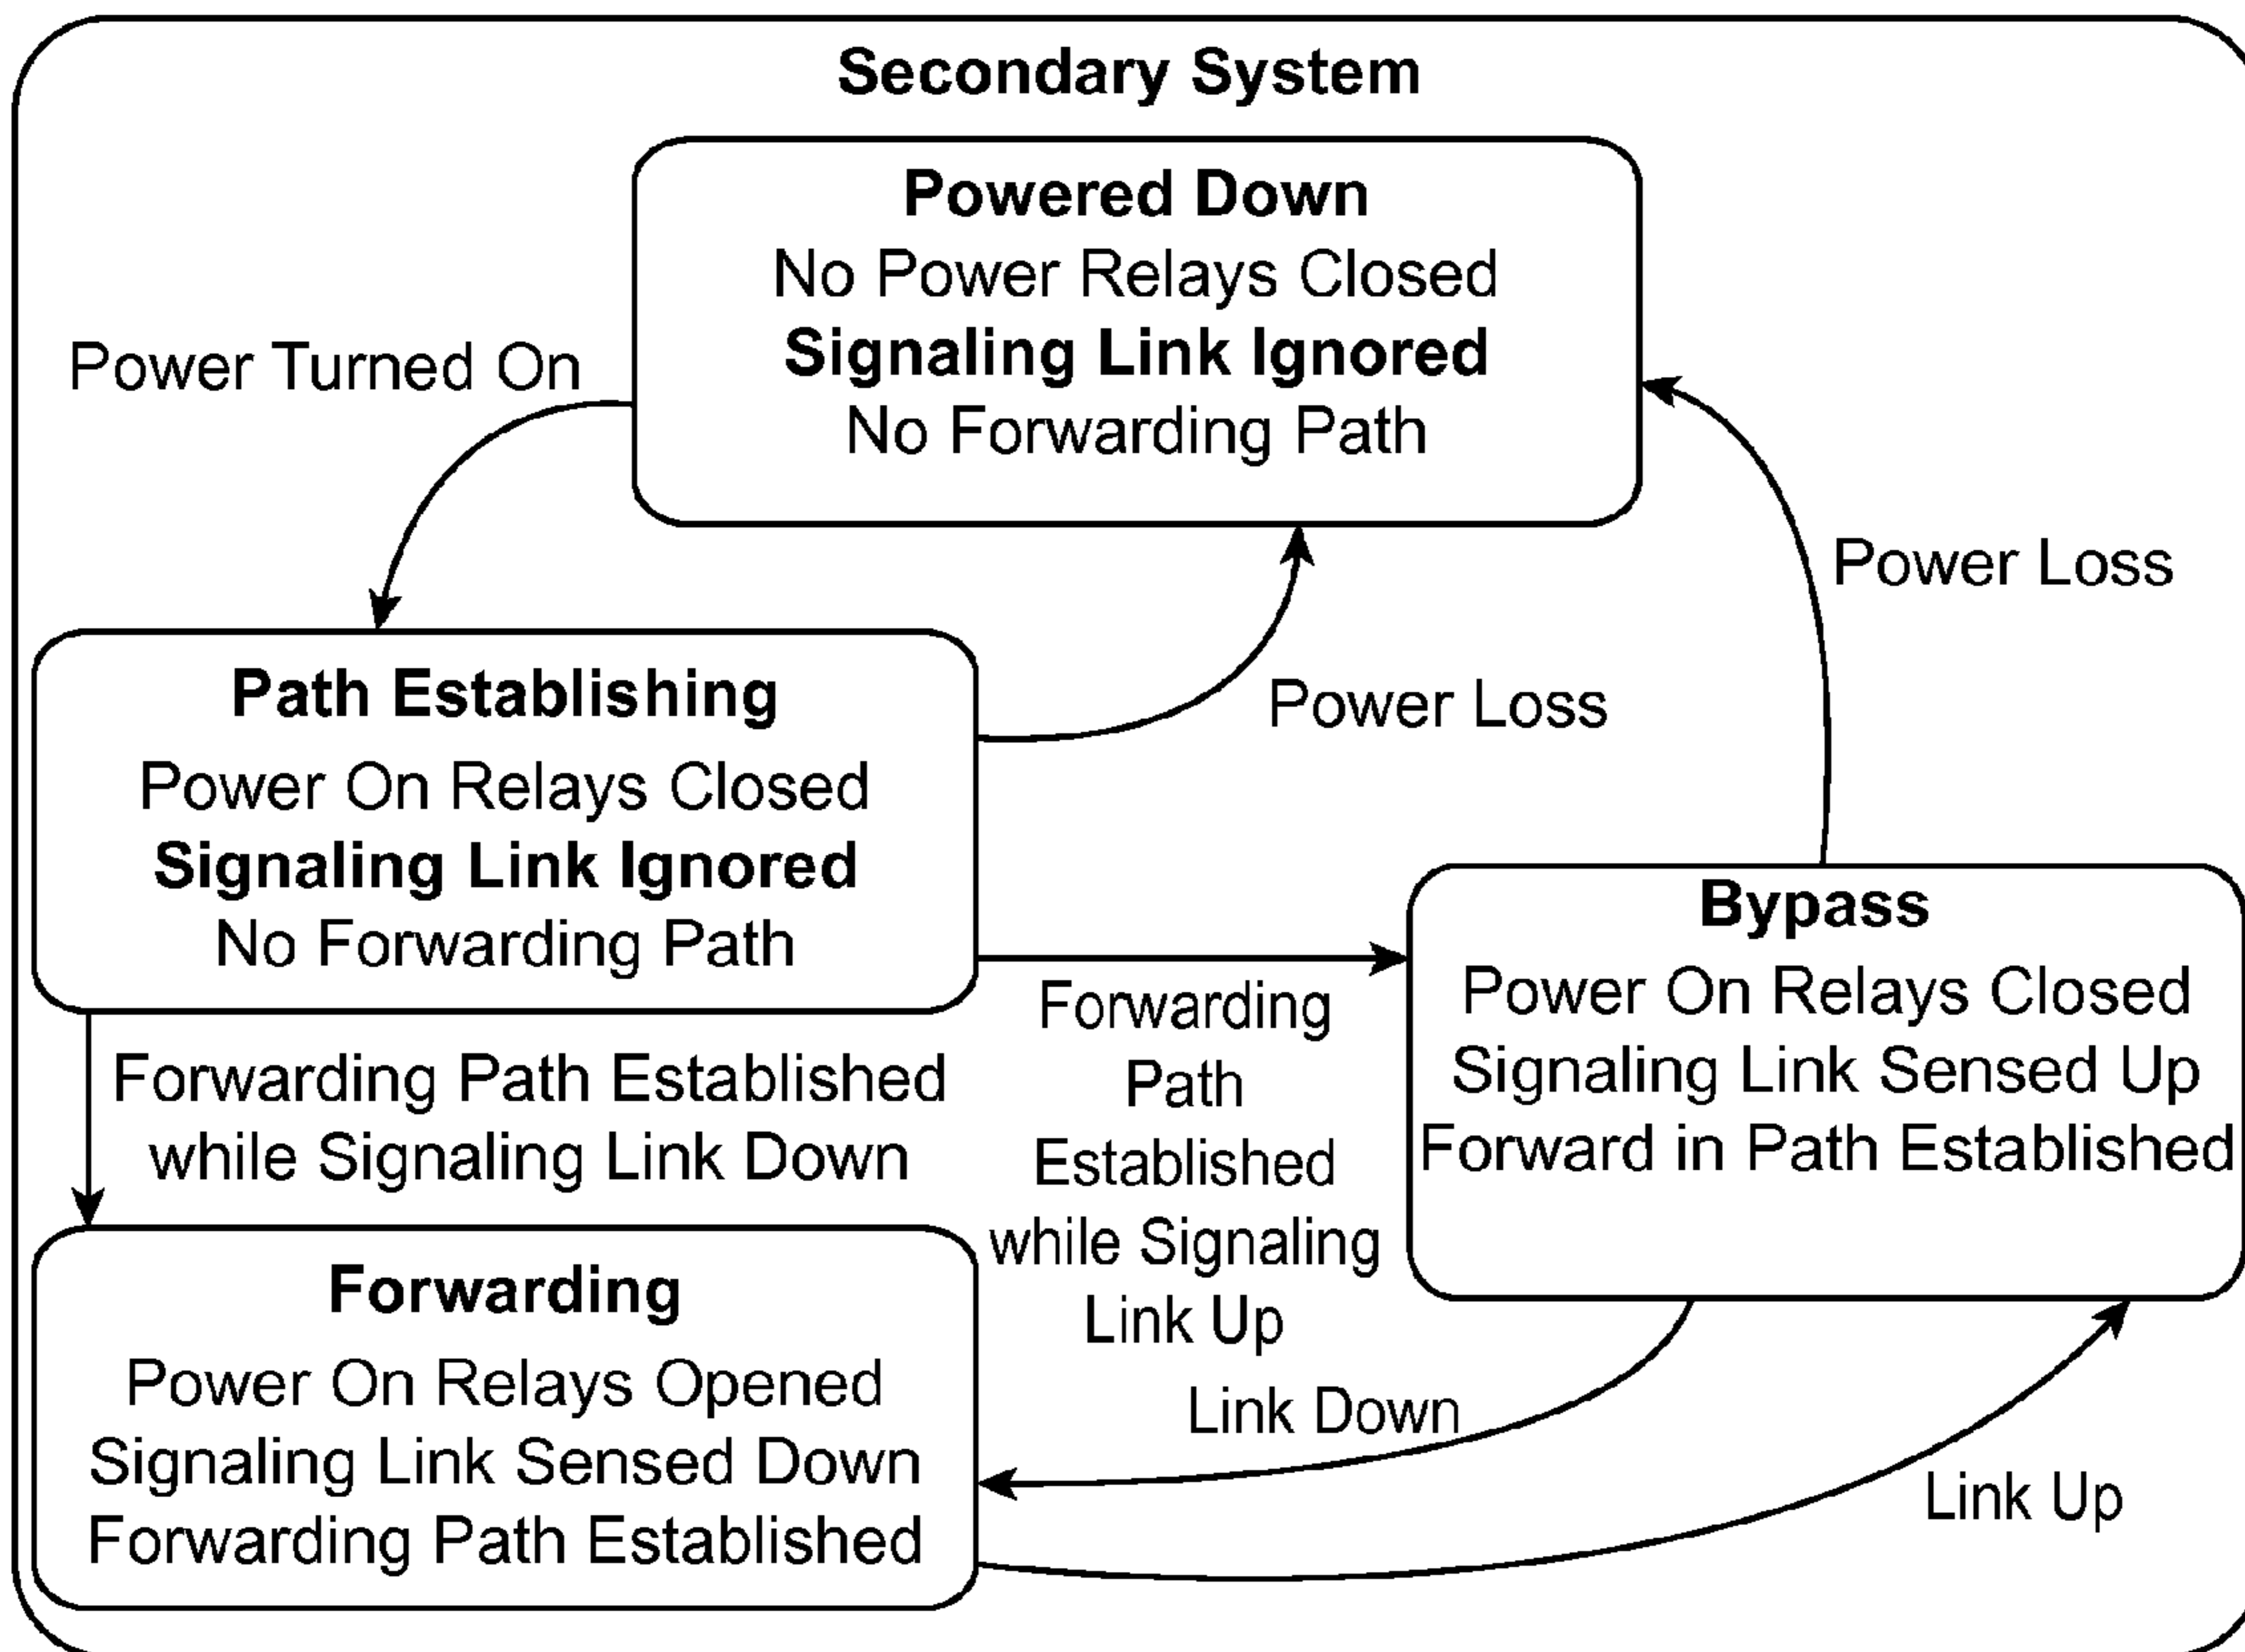 Secondary System
Powered Down
No Power Relays Closed
Signaling Link Ignored
No Forwarding Path
Power Turned On
Power Loss
Power Loss
Path Establishing
Power On Relays Closed
Signaling Link Ignored
No Forwarding Path
Bypass
Power On Relays Closed
Signaling Link Sensed Up
Forward in Path Established
Forwarding
Path
Established
while Signaling
Link Up
Forwarding Path Established
while Signaling Link Down
Forwarding
Power On Relays Opened
Signaling Link Sensed Down
Forwarding Path Established
Link Down
Link Up